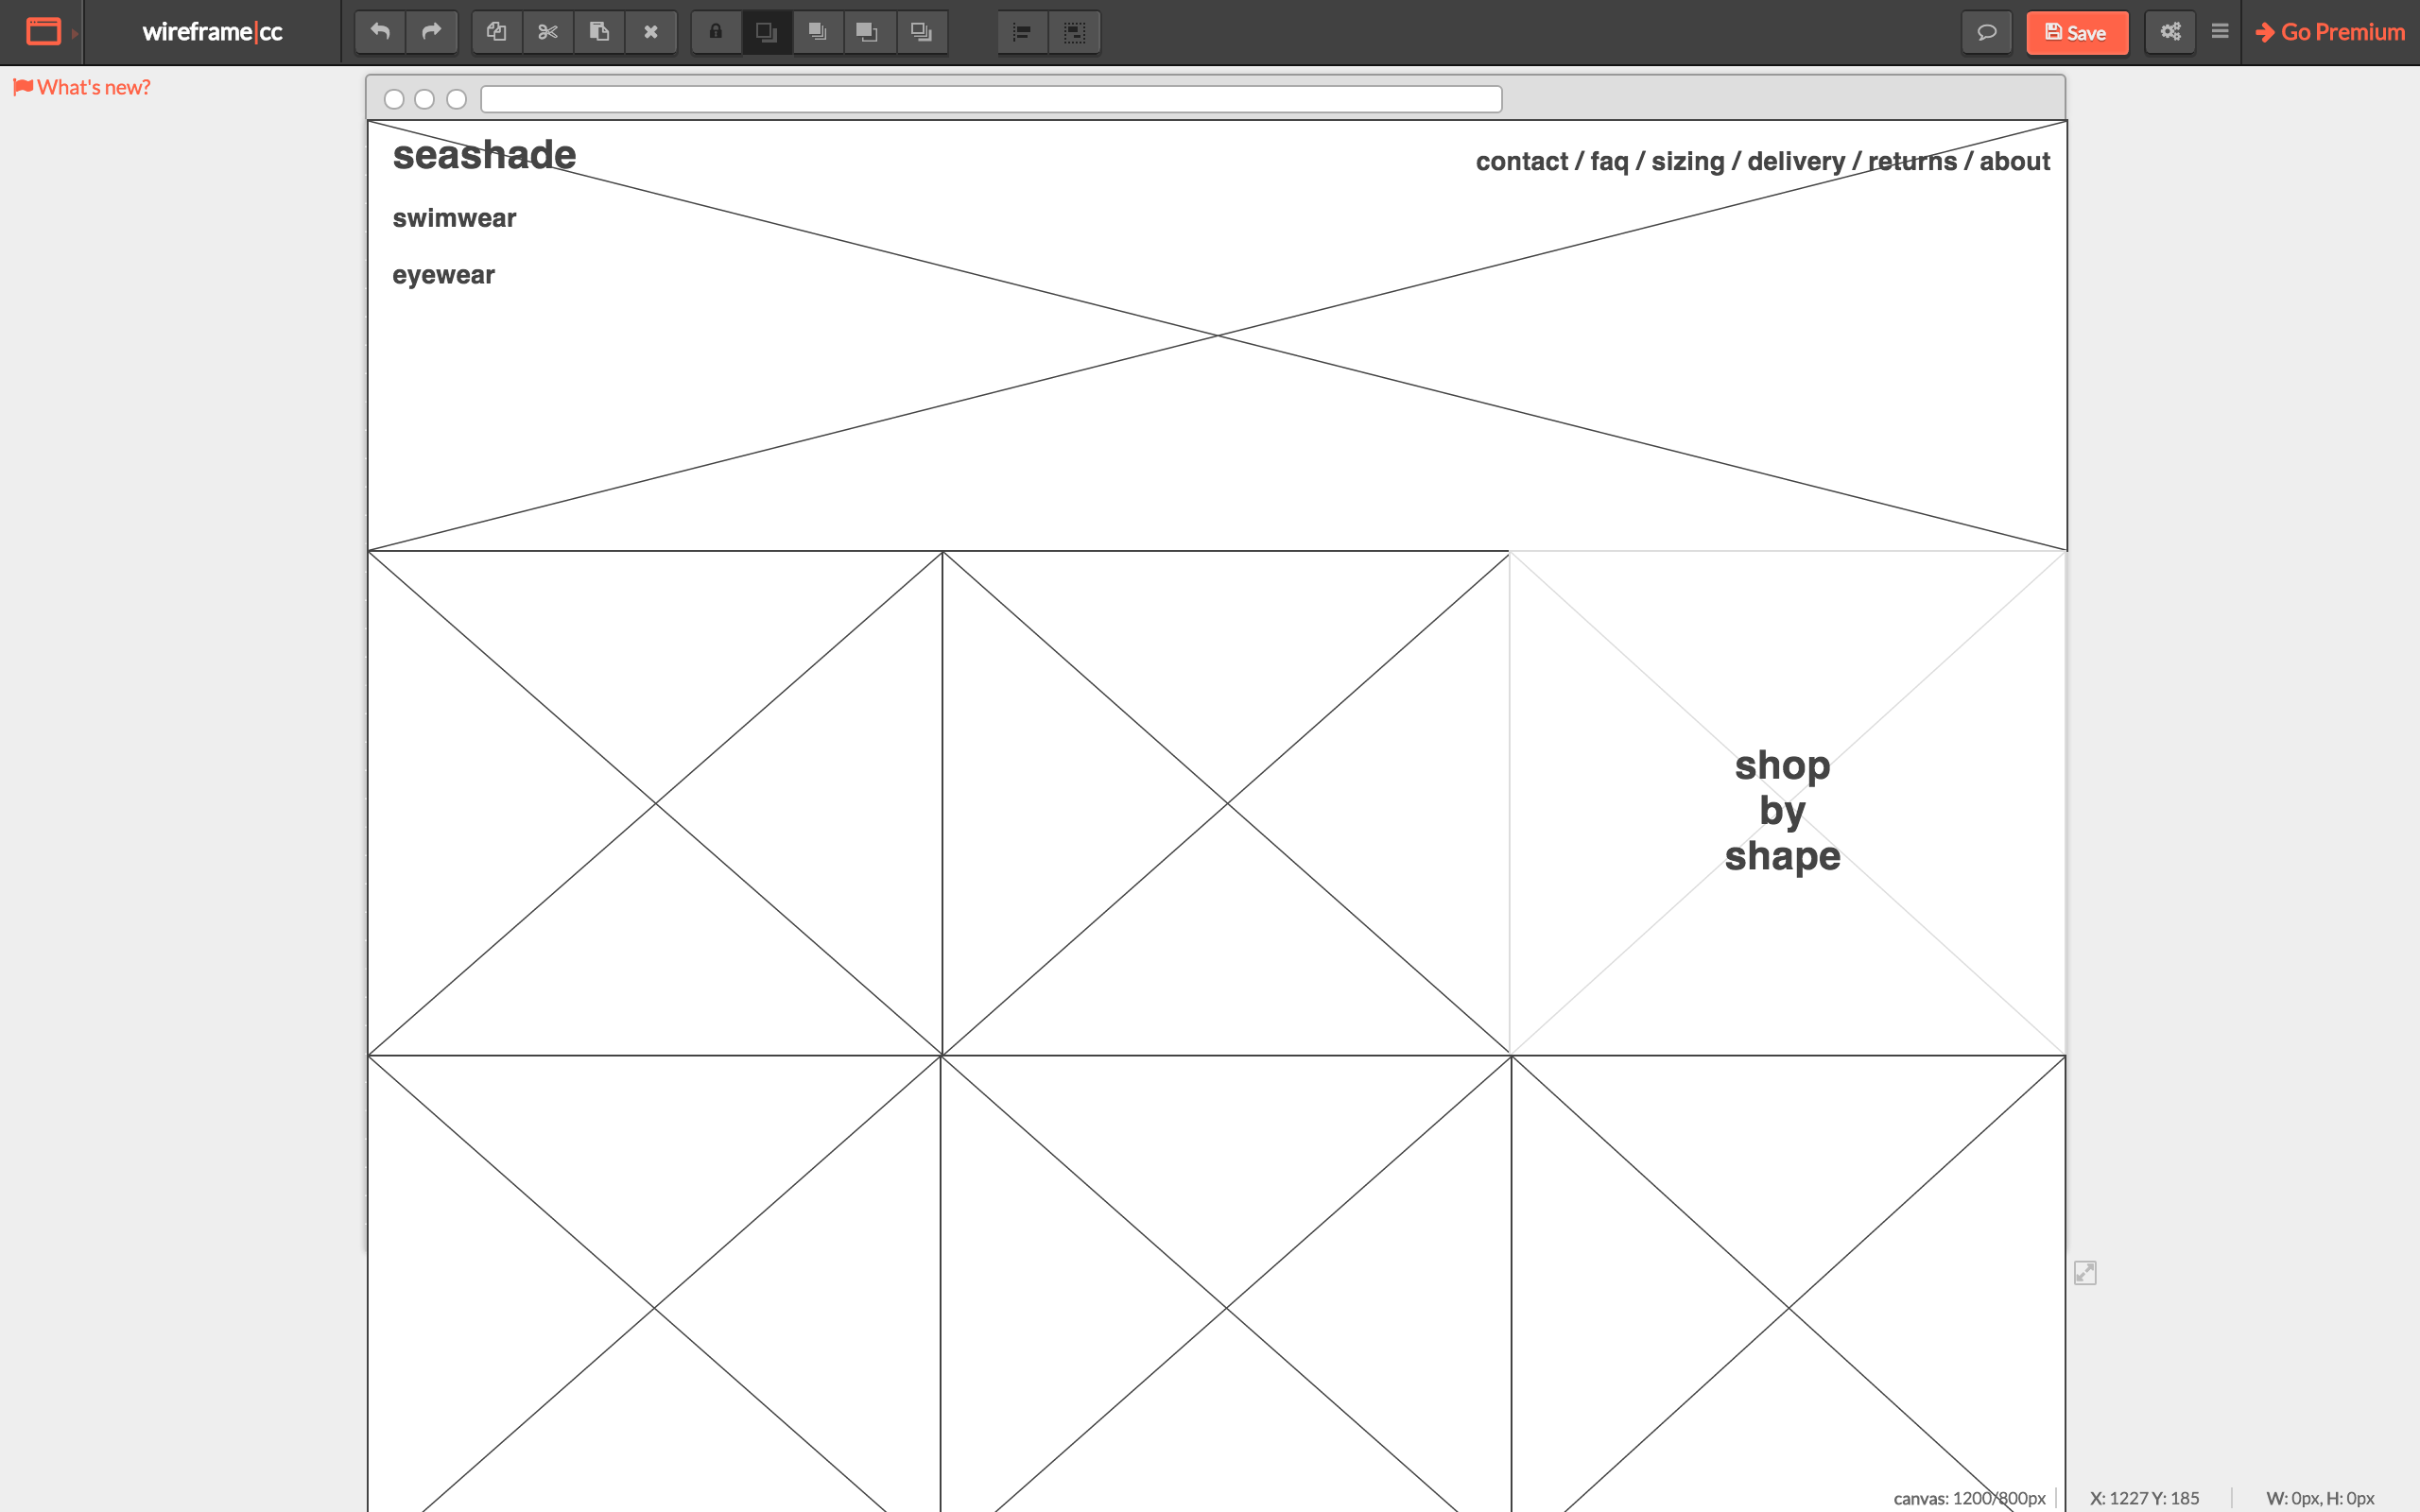 wireframe|cc
Save
Go Premium
What's new?
seashade
contact / faq / sizing / delivery / returns / about
swimwear
eyewear
shop
by
shape
canvas: 1200/800px
X: 1227 Y: 185
W: 0px, H: 0px